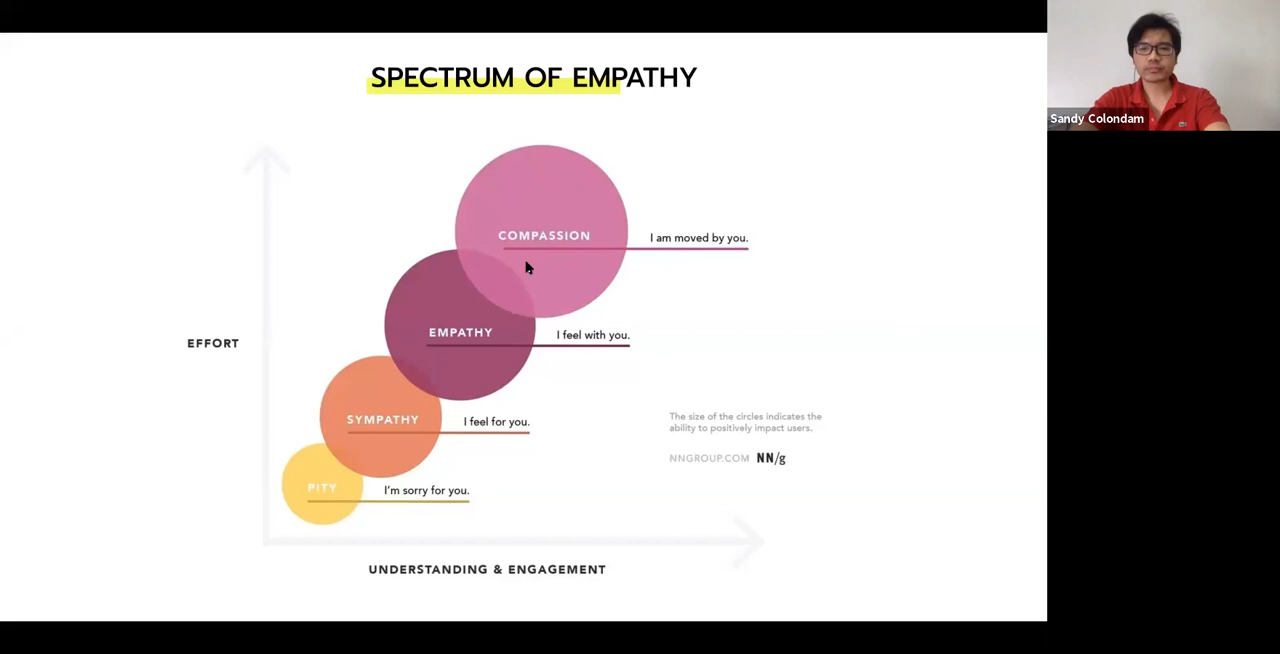 SPECTRUM OF EMPATHY
Sandy Colondam
COMPASSION
I am moved by you.
EMPATHY
I feel with you.
EFFORT
SYMPATHY
I feel for you.
The size of the circles indicates the
ability to positively impact users.
NNGROUP.COM NN/g
PITY
I'm sorry for you.
UNDERSTANDING & ENGAGEMENT